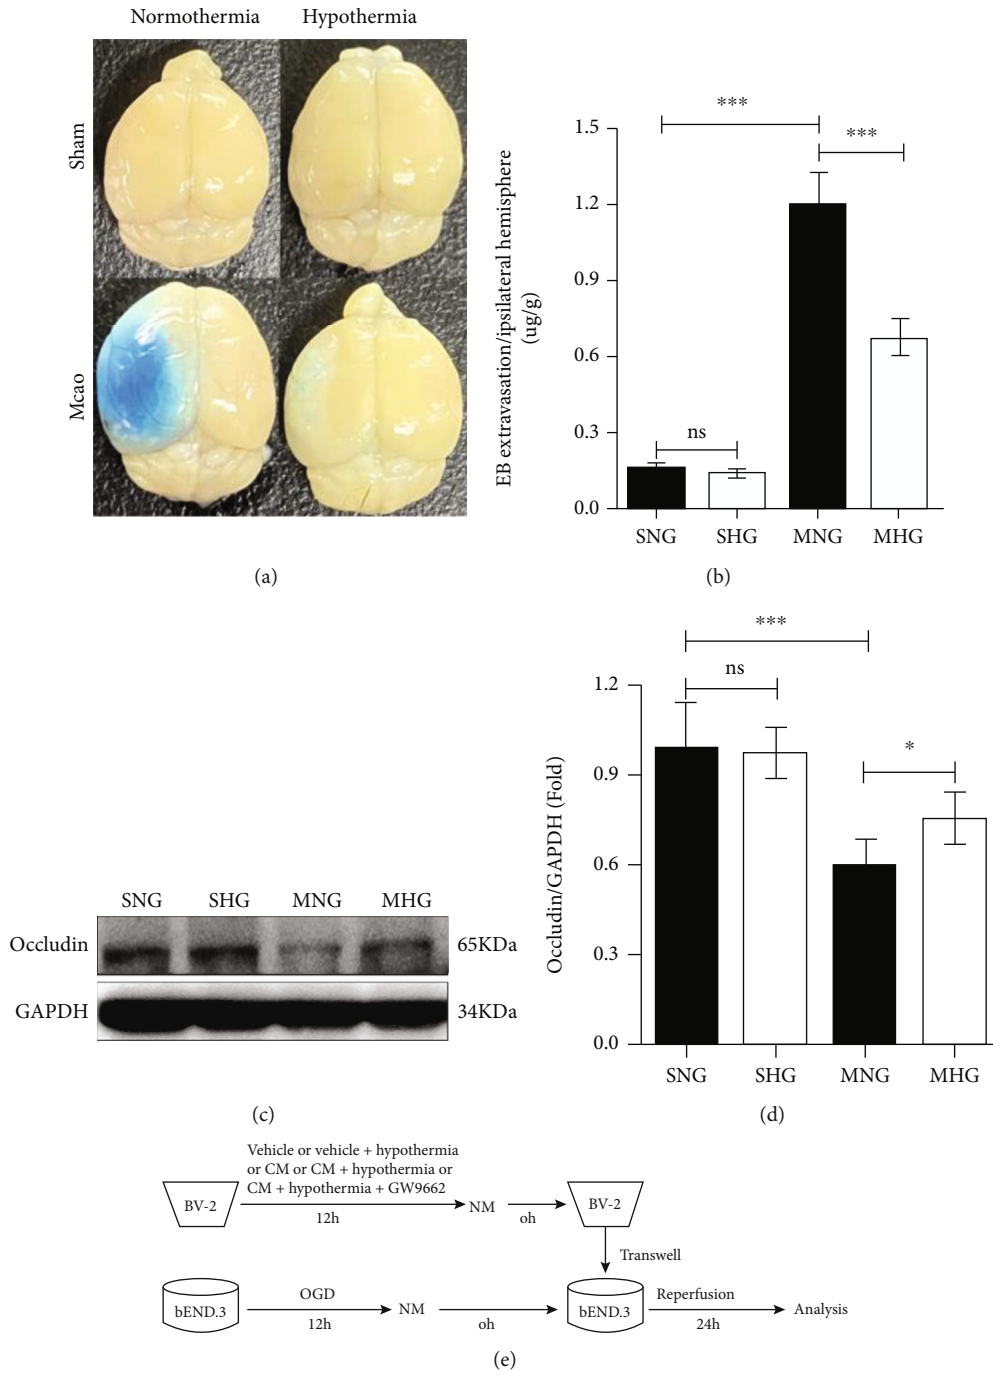 Normothermia Hypothermia
Sham
Mcao
(a)
EB extravasation/ipsilateral hemisphere
(ug/g)
1.5
1.2
0.9
0.6
0.3
0.0
***
***
ns
SNG SHG MNG MHG
(b)
SNG SHG MNG MHG
Occludin 65KDa
GAPDH 34KDa
(c)
Occludin/GAPDH (Fold)
1.2
0.9
0.6
0.3
0.0
***
ns
*
SNG SHG MNG MHG
(d)
Vehicle or vehicle + hypothermia
or CM or CM + hypothermia or
CM + hypothermia + GW9662
BV-2 NM BV-2
12h oh
Transwell
OGD Reperfusion
bEND.3 NM bEND.3 Analysis
12h oh 24h
(e)